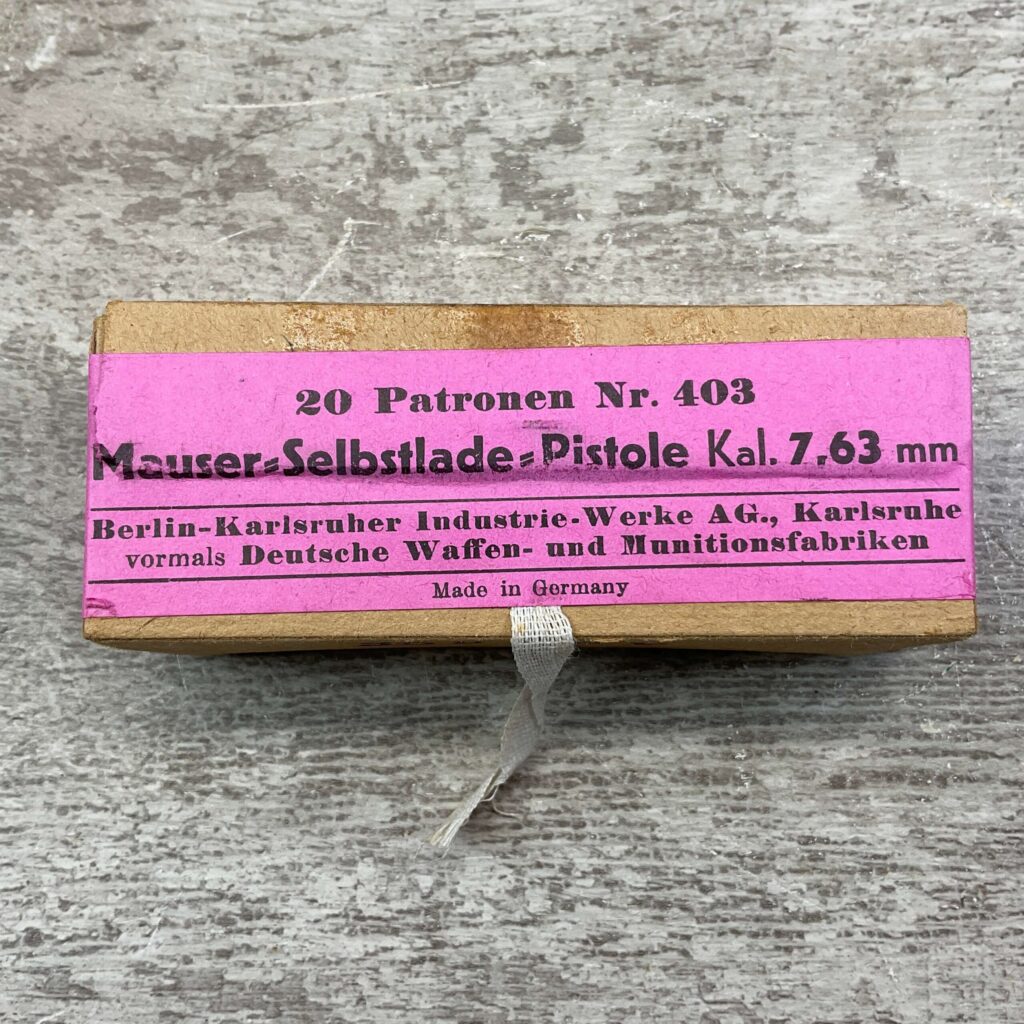 20 Patronen Nr. 403
Mauser-Selbstlade-Pistole Kal. 7,63 mm
Berlin-Karlsruher Industrie-Werke AG., Karlsruhe
vormals Deutsche Waffen- und Munitionsfabriken
Made in Germany